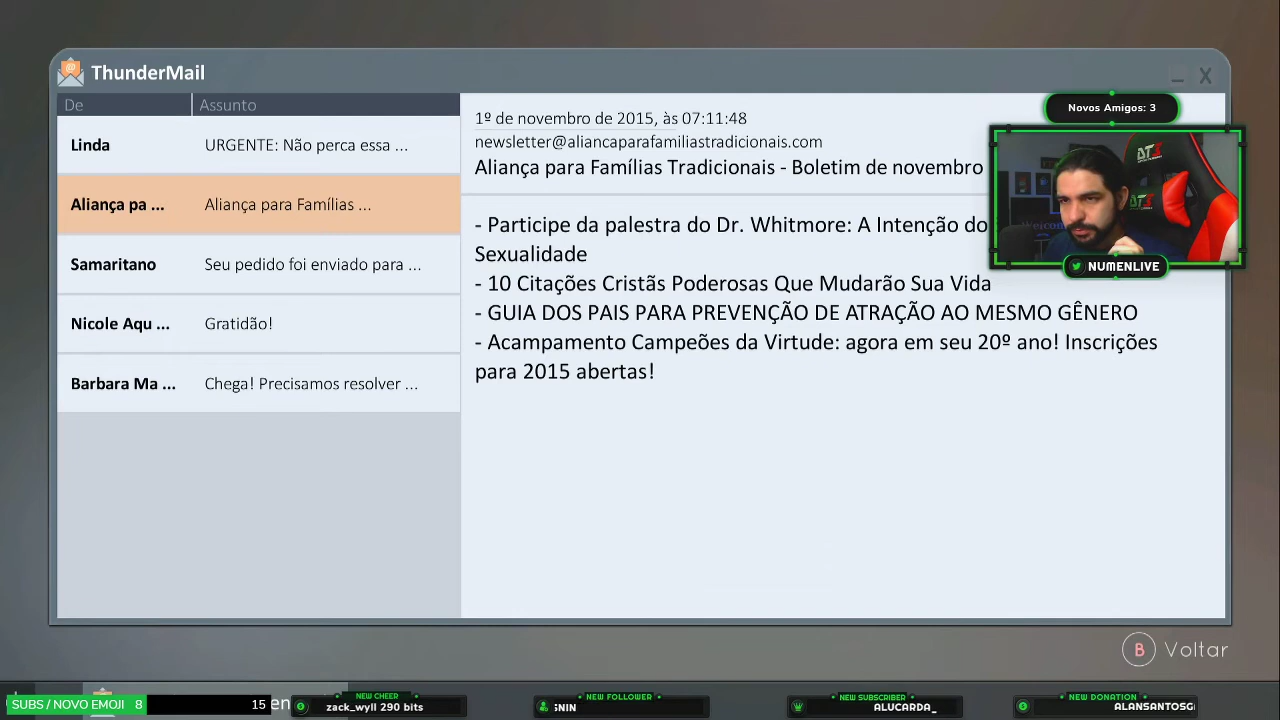 ThunderMail
De Assunto
Linda URGENTE: Não perca essa ...
Aliança pa ... Aliança para Famílias ...
Samaritano Seu pedido foi enviado para ...
Nicole Aqu ... Gratidão!
Barbara Ma ... Chega! Precisamos resolver ...
1º de novembro de 2015, às 07:11:48
newsletter@aliancaparafamiliastradicionais.com
Aliança para Famílias Tradicionais - Boletim de novembro
- Participe da palestra do Dr. Whitmore: A Intenção do
Sexualidade
- 10 Citações Cristãs Poderosas Que Mudarão Sua Vida
- GUIA DOS PAIS PARA PREVENÇÃO DE ATRAÇÃO AO MESMO GÊNERO
- Acampamento Campeões da Virtude: agora em seu 20º ano! Inscrições
para 2015 abertas!
Novos Amigos: 3
NUMENLIVE
B Voltar
SUBS / NOVO EMOJI 8 15
NEW CHEER
zack_wyll 290 bits
NEW FOLLOWER
NEW SUBSCRIBER
ALUCARDA_
NEW DONATION
ALANSANTOSG